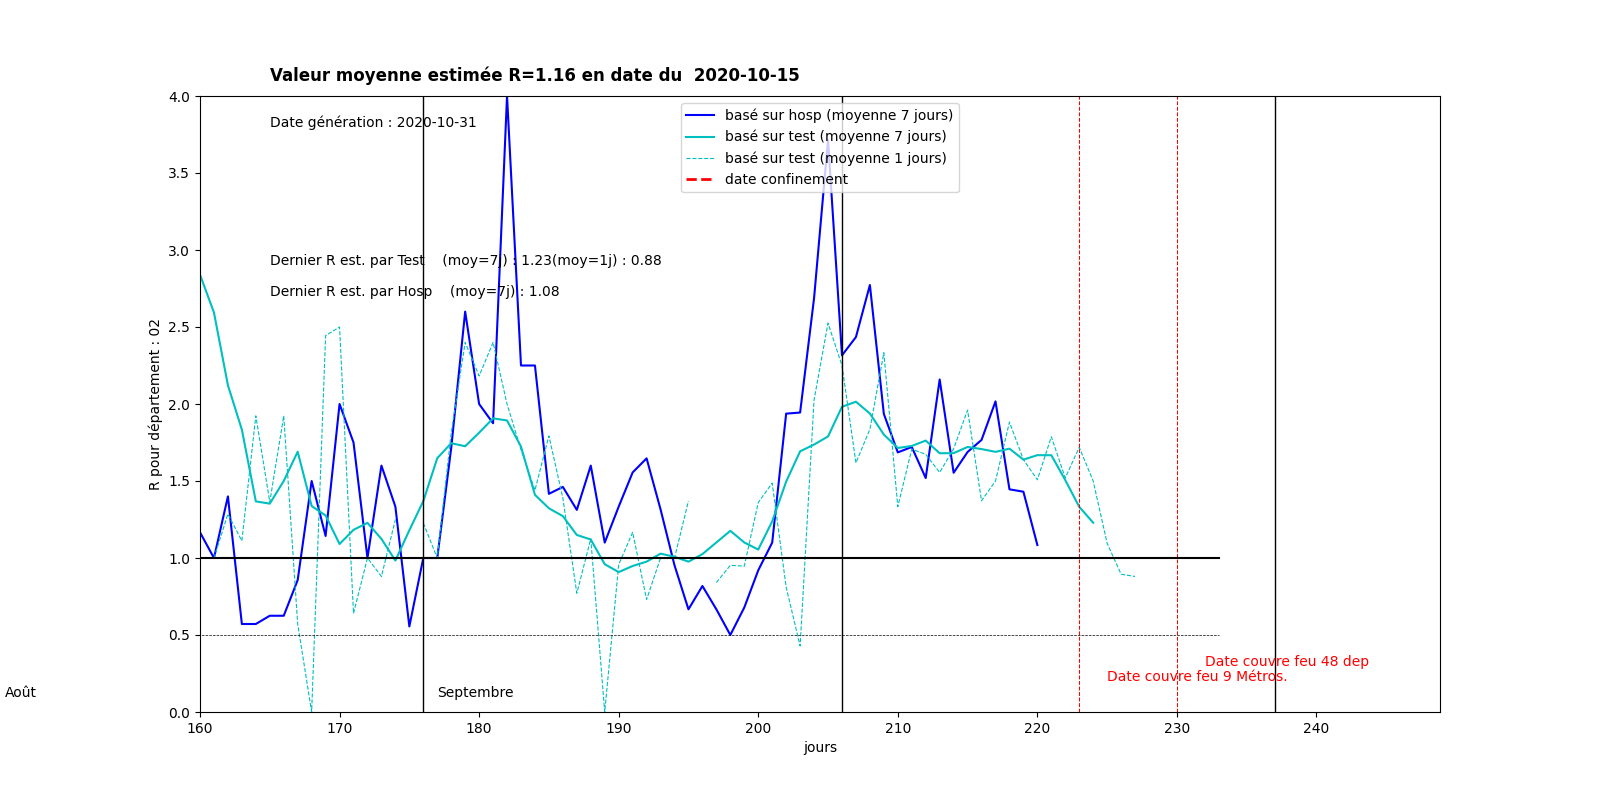 Valeur moyenne estimée R=1.16 en date du  2020-10-15
Date génération : 2020-10-31
basé sur hosp (moyenne 7 jours)
basé sur test (moyenne 7 jours)
basé sur test (moyenne 1 jours)
date confinement
Dernier R est. par Test    (moy=7j) : 1.23(moy=1j) : 0.88
Dernier R est. par Hosp    (moy=7j) : 1.08
R pour département : 02
4.0
3.5
3.0
2.5
2.0
1.5
1.0
0.5
0.0
Date couvre feu 48 dep
Date couvre feu 9 Métros.
Août
Septembre
160 170 180 190 200 210 220 230 240
jours